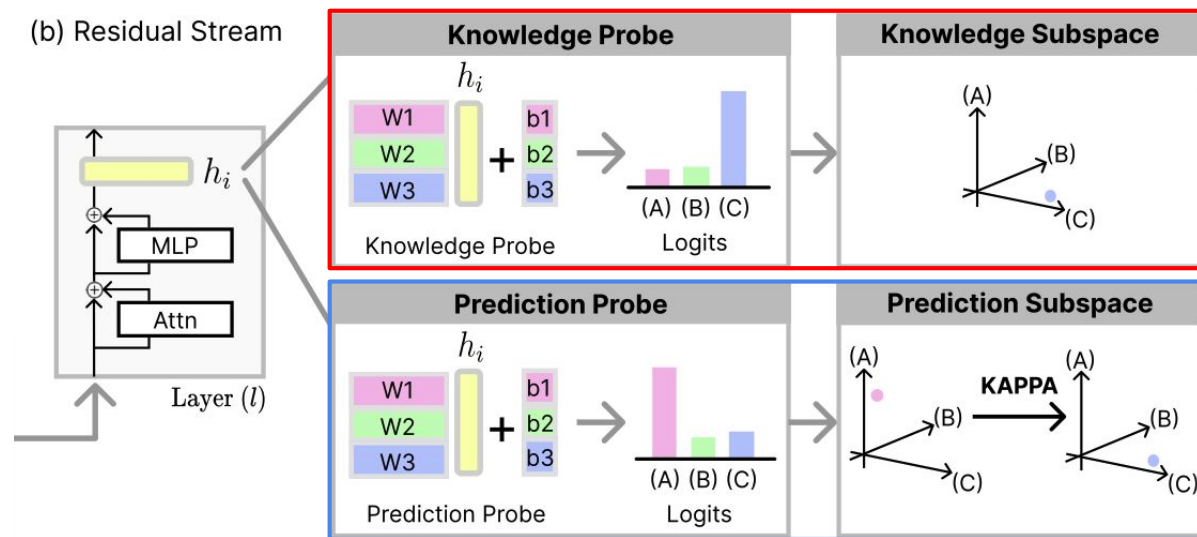 (b) Residual Stream
h_i
MLP
Attn
Layer (l)
Knowledge Probe
h_i
W1
W2
W3
+
b1
b2
b3
Knowledge Probe
(A) (B) (C)
Logits
Knowledge Subspace
(A)
(B)
(C)
Prediction Probe
h_i
W1
W2
W3
+
b1
b2
b3
Prediction Probe
(A) (B) (C)
Logits
Prediction Subspace
(A)
(B)
(C)
KAPPA
(A)
(B)
(C)